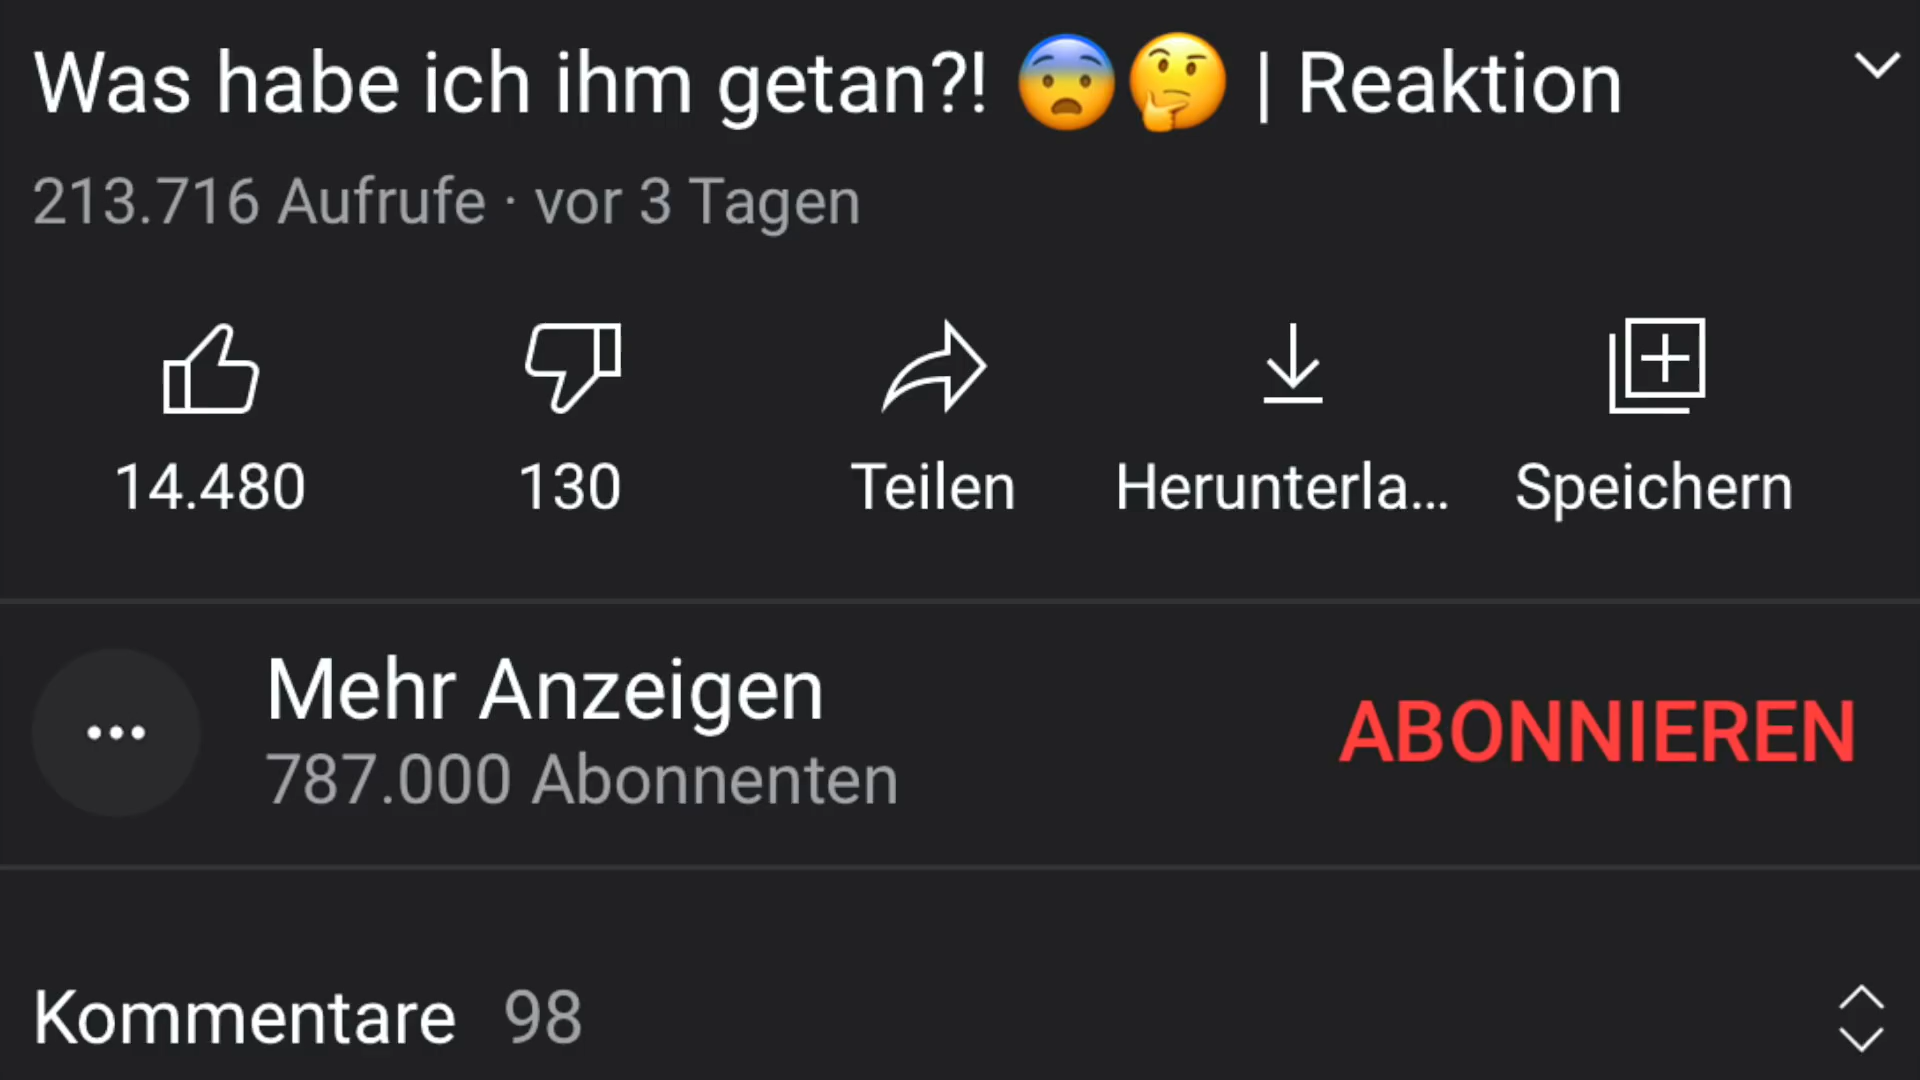 Was habe ich ihm getan?! 😨🤔 | Reaktion
213.716 Aufrufe · vor 3 Tagen
14.480 130 Teilen Herunterla... Speichern
Mehr Anzeigen
787.000 Abonnenten
ABONNIEREN
Kommentare 98